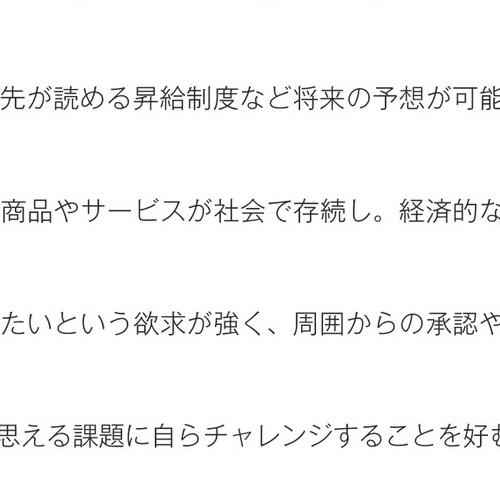 先が読める昇給制度など将来の予想が可能
商品やサービスが社会で存続し。経済的な
たいという欲求が強く、周囲からの承認や
思える課題に自らチャレンジすることを好む